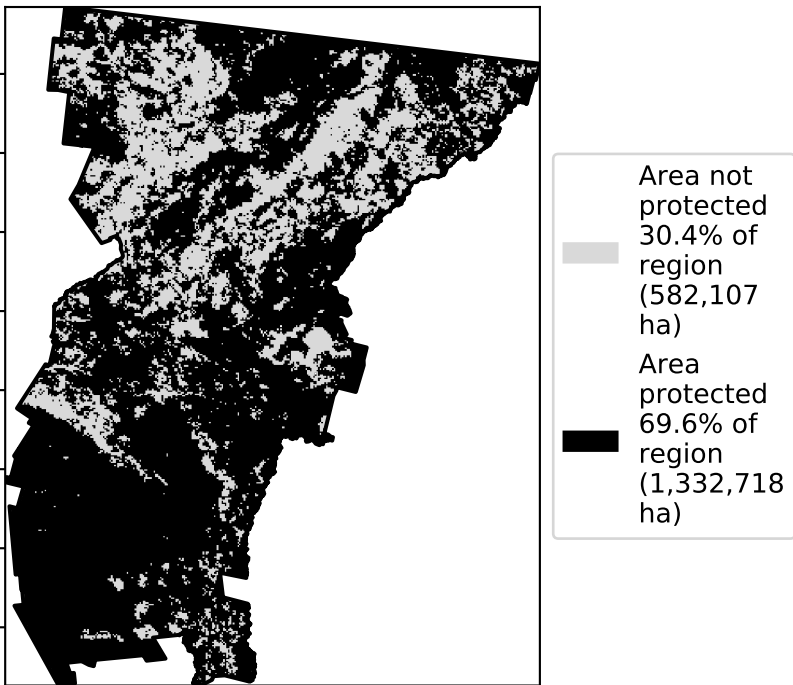 Area not
protected
30.4% of
region
(582,107
ha)
Area
protected
69.6% of
region
(1,332,718
ha)